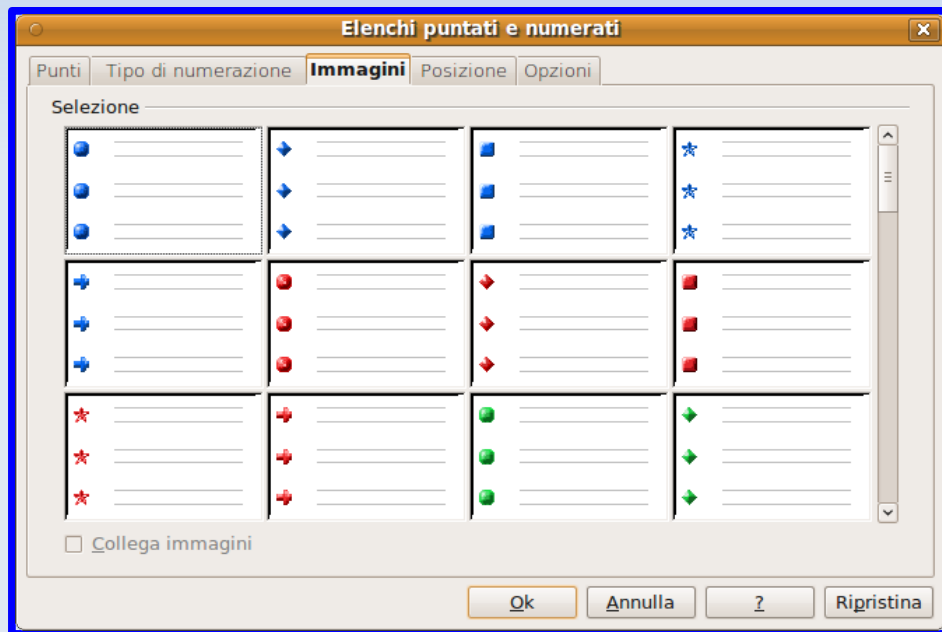 Elenchi puntati e numerati
Punti Tipo di numerazione Immagini Posizione Opzioni
Selezione
Collega immagini
Ok Annulla ? Ripristina